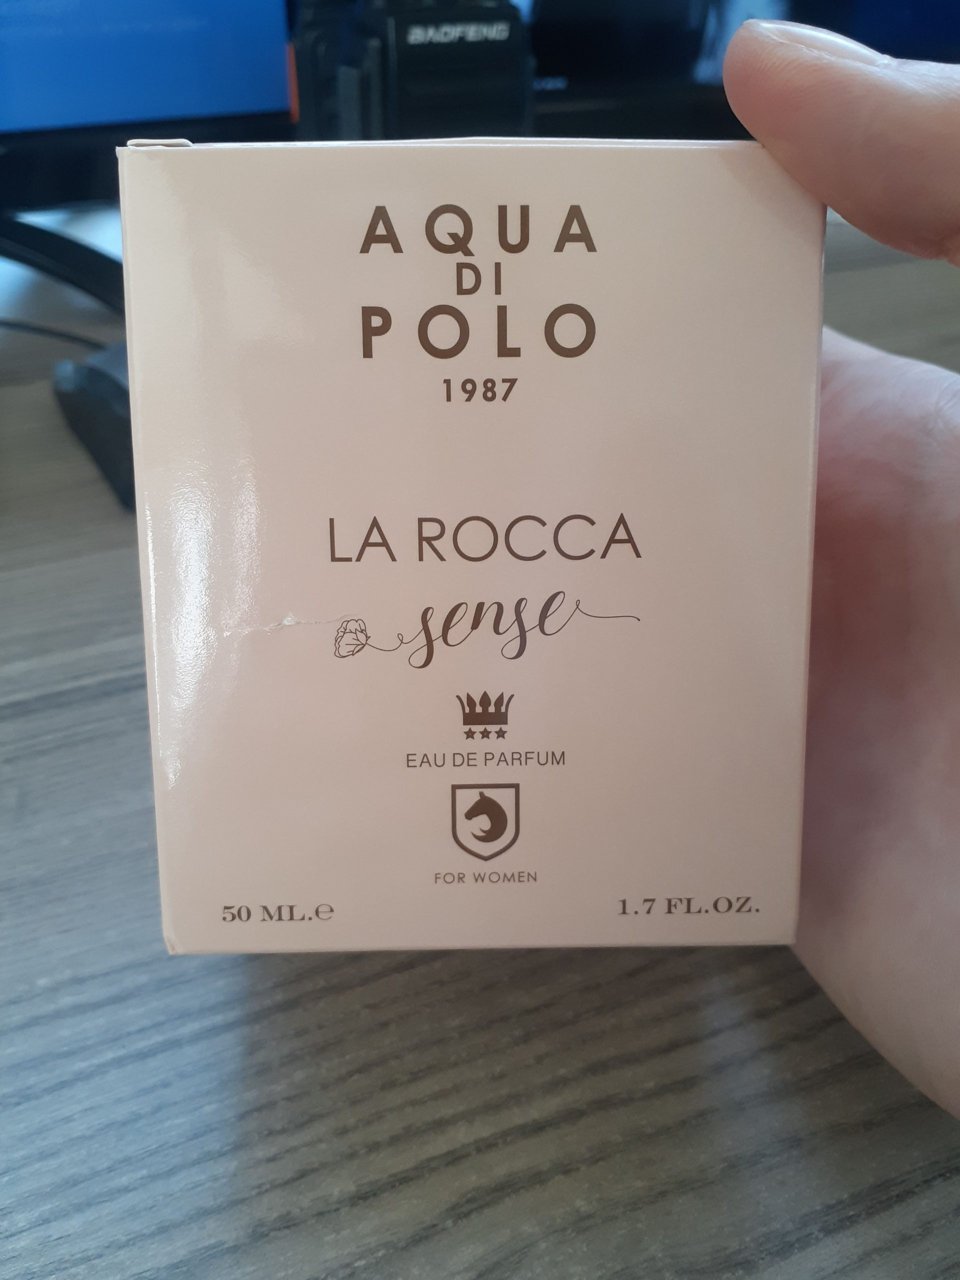 BAOFENG
AQUA
DI
POLO
1987
LA ROCCA
sense
EAU DE PARFUM
FOR WOMEN
50 ML.℮
1.7 FL.OZ.